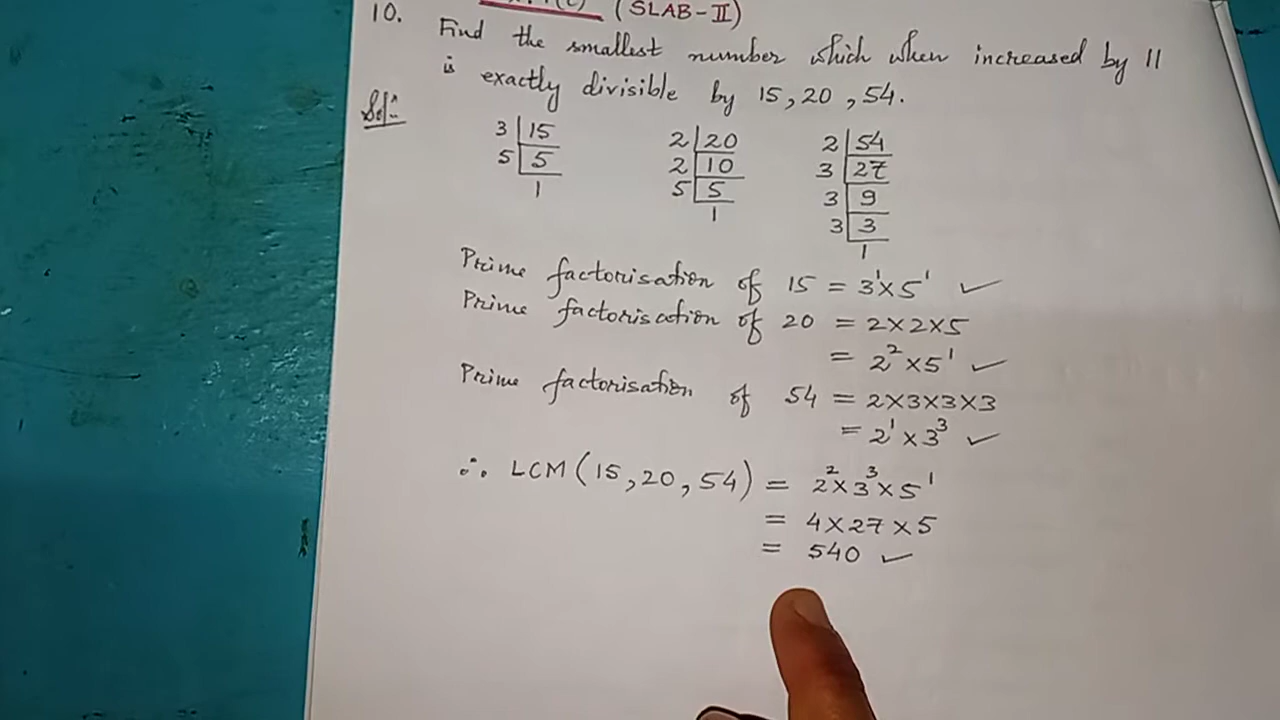 (SLAB-II)
10. Find the smallest number which when increased by 11
is exactly divisible by 15, 20, 54.
Sol:
3 | 15
5 | 5
1
2 | 20
2 | 10
5 | 5
1
2 | 54
3 | 27
3 | 9
3 | 3
1
Prime factorisation of 15 = 3¹×5¹ ✓
Prime factorisation of 20 = 2×2×5
= 2²×5¹ ✓
Prime factorisation of 54 = 2×3×3×3
= 2¹×3³ ✓
∴ LCM(15,20,54) = 2²×3³×5¹
= 4×27×5
= 540 ✓